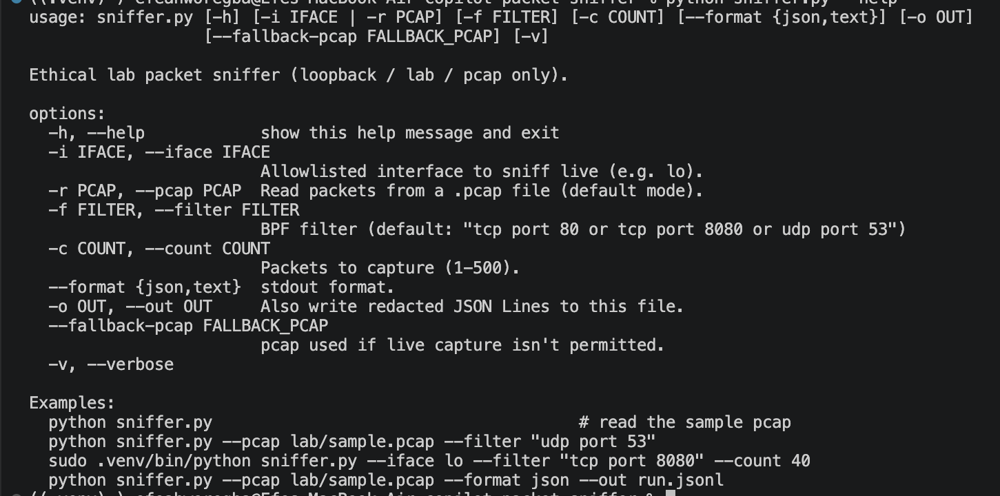 usage: sniffer.py [-h] [-i IFACE | -r PCAP] [-f FILTER] [-c COUNT] [--format {json,text}] [-o OUT]
[--fallback-pcap FALLBACK_PCAP] [-v]
Ethical lab packet sniffer (loopback / lab / pcap only).
options:
-h, --help show this help message and exit
-i IFACE, --iface IFACE
Allowlisted interface to sniff live (e.g. lo).
-r PCAP, --pcap PCAP Read packets from a .pcap file (default mode).
-f FILTER, --filter FILTER
BPF filter (default: "tcp port 80 or tcp port 8080 or udp port 53")
-c COUNT, --count COUNT
Packets to capture (1-500).
--format {json,text} stdout format.
-o OUT, --out OUT Also write redacted JSON Lines to this file.
--fallback-pcap FALLBACK_PCAP
pcap used if live capture isn't permitted.
-v, --verbose
Examples:
python sniffer.py # read the sample pcap
python sniffer.py --pcap lab/sample.pcap --filter "udp port 53"
sudo .venv/bin/python sniffer.py --iface lo --filter "tcp port 8080" --count 40
python sniffer.py --pcap lab/sample.pcap --format json --out run.jsonl